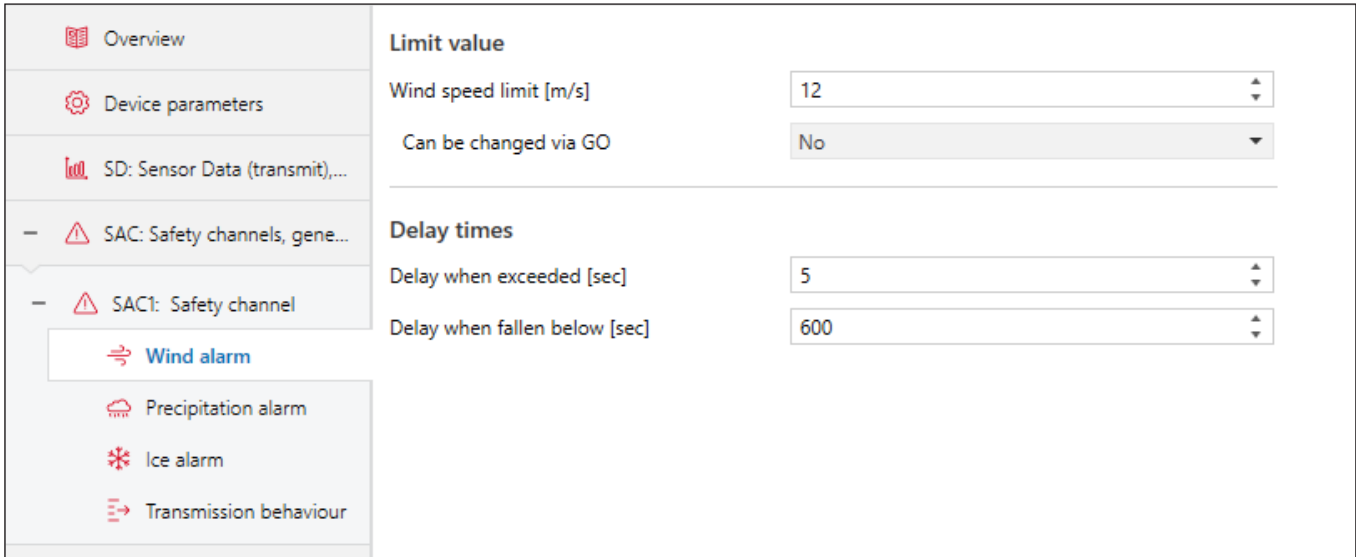 Overview
Device parameters
SD: Sensor Data (transmit),...
SAC: Safety channels, gene...
SAC1: Safety channel
Wind alarm
Precipitation alarm
Ice alarm
Transmission behaviour
Limit value
Wind speed limit [m/s] 12
Can be changed via GO No
Delay times
Delay when exceeded [sec] 5
Delay when fallen below [sec] 600